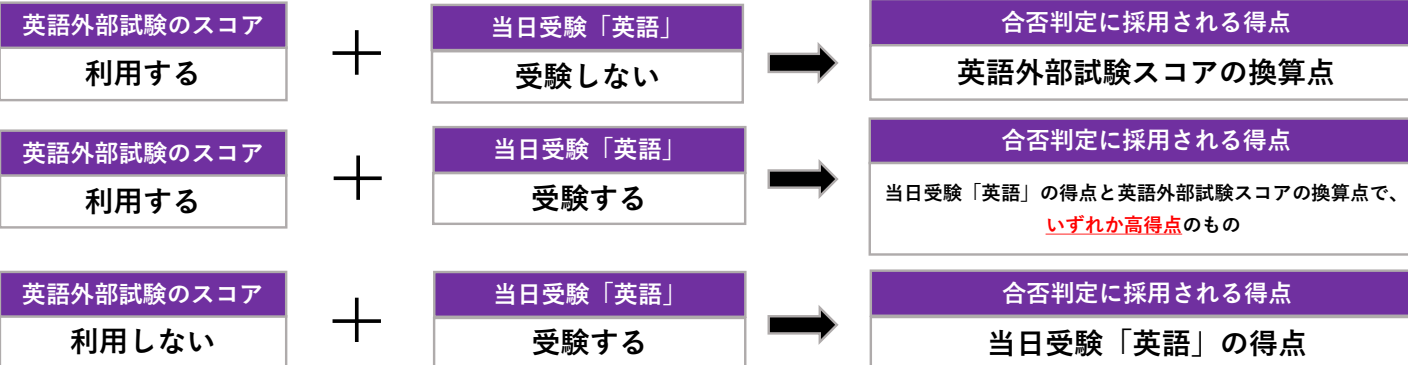 英語外部試験のスコア
利用する
＋
当日受験「英語」
受験しない
合否判定に採用される得点
英語外部試験スコアの換算点
英語外部試験のスコア
利用する
＋
当日受験「英語」
受験する
合否判定に採用される得点
当日受験「英語」の得点と英語外部試験スコアの換算点で、
いずれか高得点のもの
英語外部試験のスコア
利用しない
＋
当日受験「英語」
受験する
合否判定に採用される得点
当日受験「英語」の得点